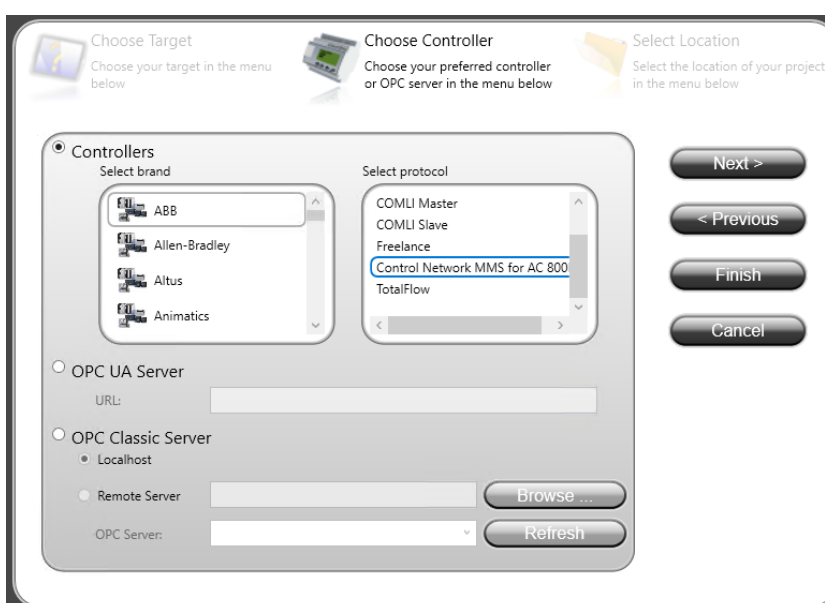 Choose Target
Choose your target in the menu
below
Choose Controller
Choose your preferred controller
or OPC server in the menu below
Select Location
Select the location of your project
in the menu below
Controllers
Select brand
ABB
Allen-Bradley
Altus
Animatics
Select protocol
COMLI Master
COMLI Slave
Freelance
Control Network MMS for AC 800
TotalFlow
Next >
< Previous
Finish
Cancel
OPC UA Server
URL:
OPC Classic Server
Localhost
Remote Server
Browse ...
OPC Server:
Refresh